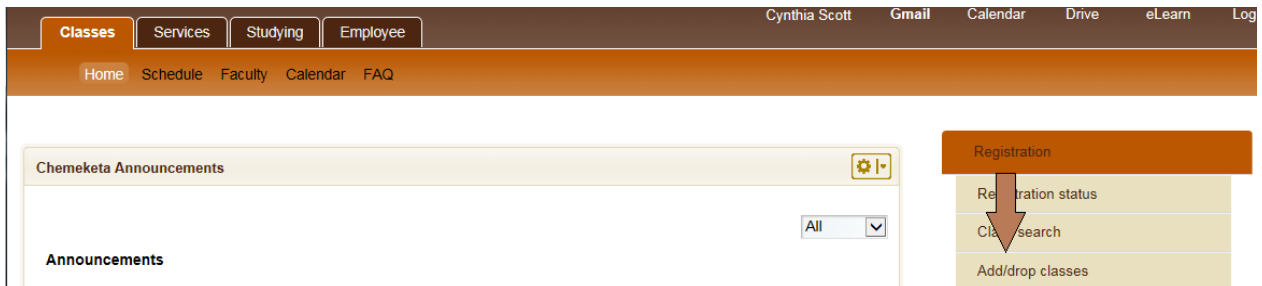 Cynthia Scott Gmail Calendar Drive eLearn Log
Classes Services Studying Employee
Home Schedule Faculty Calendar FAQ
Registration
Chemeketa Announcements
status
All
search
Announcements
Add/drop classes